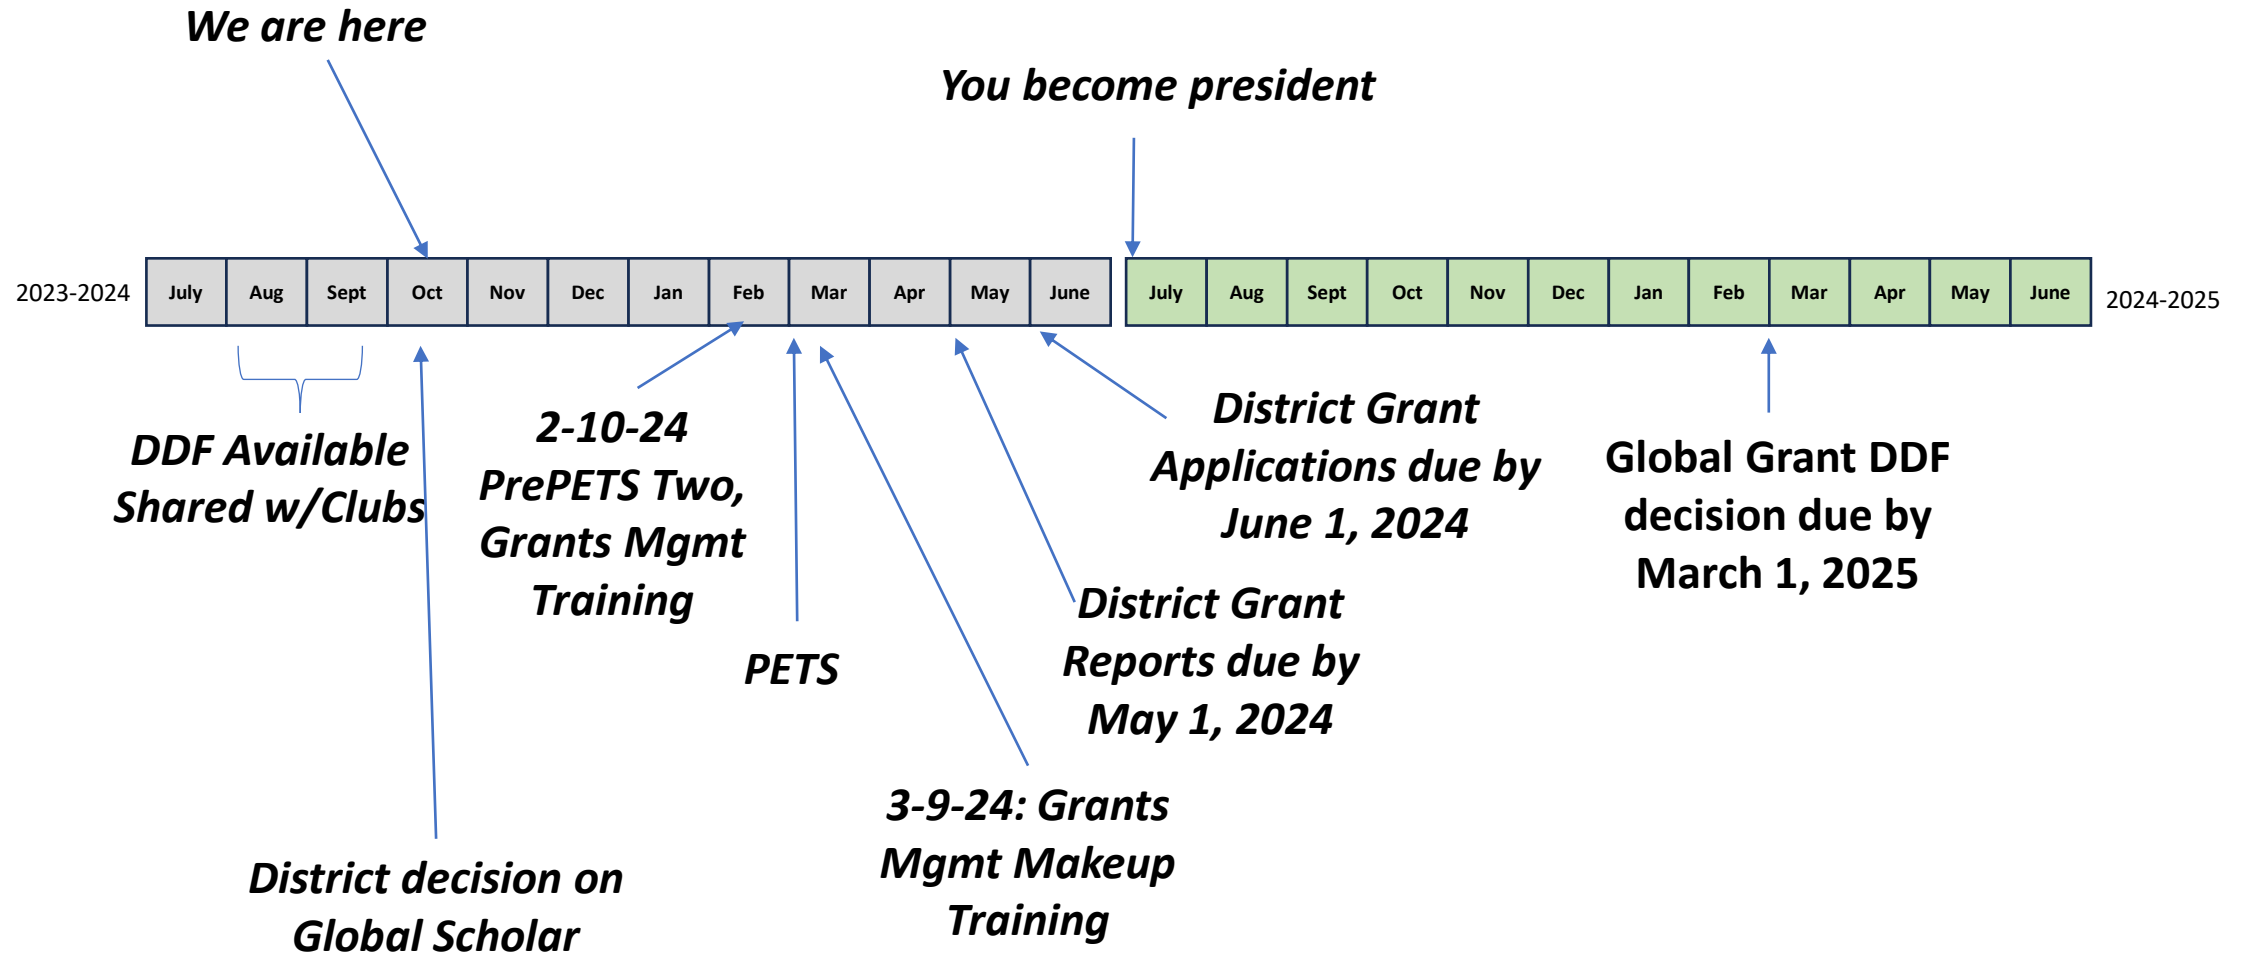 We are here
You become president
2023-2024
July
Aug
Sept
Oct
Nov
Dec
Jan
Feb
Mar
Apr
May
June
July
Aug
Sept
Oct
Nov
Dec
Jan
Feb
Mar
Apr
May
June
2024-2025
DDF Available
Shared w/Clubs
District decision on
Global Scholar
2-10-24
PrePETS Two,
Grants Mgmt
Training
PETS
3-9-24: Grants
Mgmt Makeup
Training
District Grant
Reports due by
May 1, 2024
District Grant
Applications due by
June 1, 2024
Global Grant DDF
decision due by
March 1, 2025